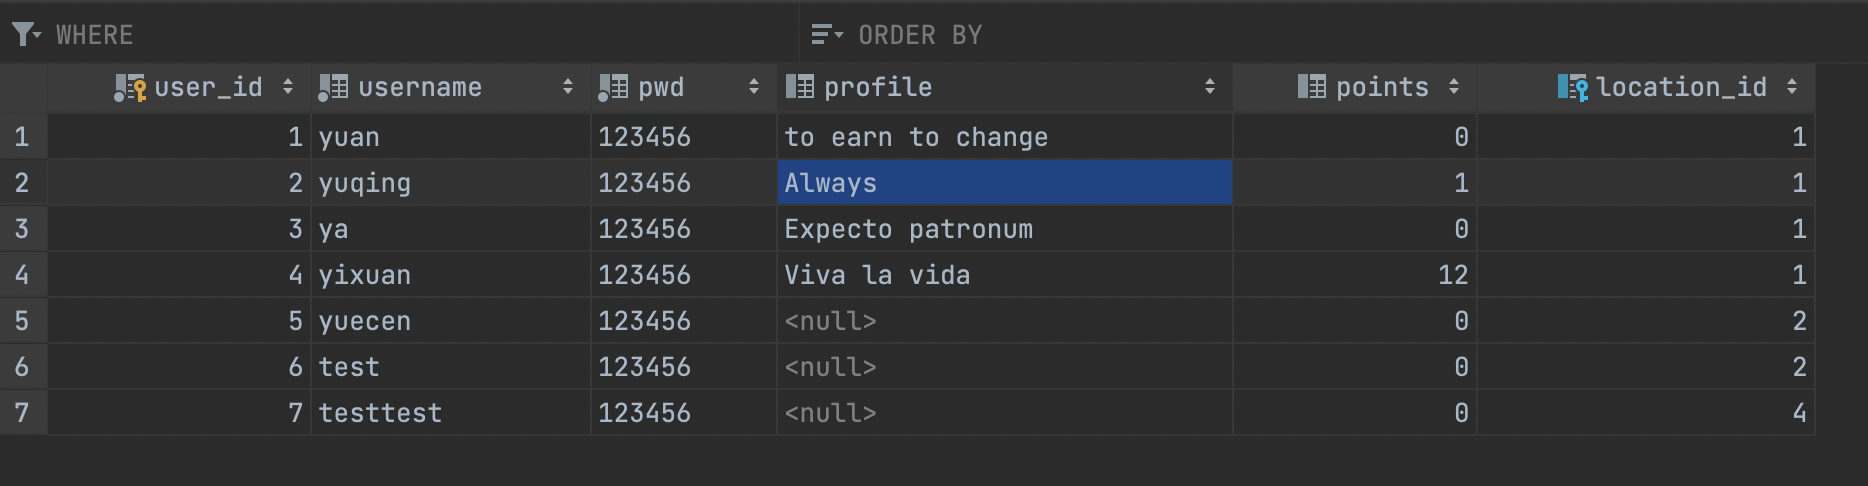 WHERE ORDER BY
user_id username pwd profile points location_id
1 1 yuan 123456 to earn to change 0 1
2 2 yuqing 123456 Always 1 1
3 3 ya 123456 Expecto patronum 0 1
4 4 yixuan 123456 Viva la vida 12 1
5 5 yuecen 123456 <null> 0 2
6 6 test 123456 <null> 0 2
7 7 testtest 123456 <null> 0 4